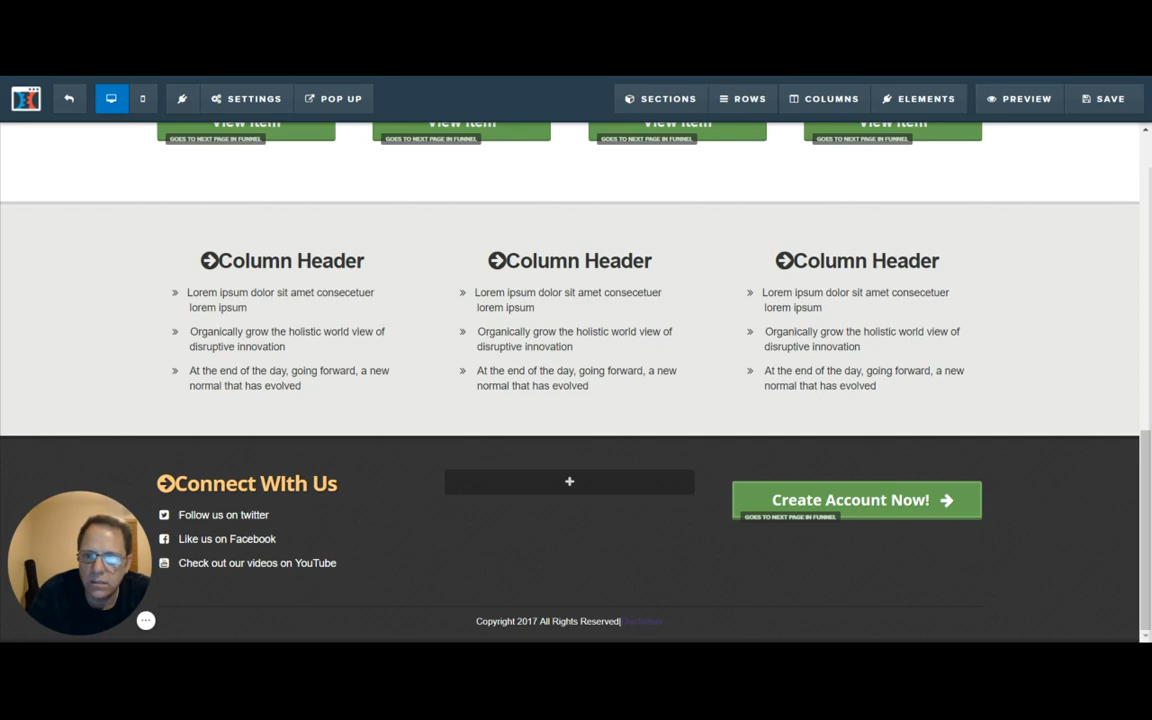 SETTINGS POP UP SECTIONS ROWS COLUMNS ELEMENTS PREVIEW SAVE
View Item View Item View Item View Item
GOES TO NEXT PAGE IN FUNNEL GOES TO NEXT PAGE IN FUNNEL GOES TO NEXT PAGE IN FUNNEL GOES TO NEXT PAGE IN FUNNEL
Column Header
Lorem ipsum dolor sit amet consecetuer
lorem ipsum
Organically grow the holistic world view of
disruptive innovation
At the end of the day, going forward, a new
normal that has evolved
Column Header
Lorem ipsum dolor sit amet consecetuer
lorem ipsum
Organically grow the holistic world view of
disruptive innovation
At the end of the day, going forward, a new
normal that has evolved
Column Header
Lorem ipsum dolor sit amet consecetuer
lorem ipsum
Organically grow the holistic world view of
disruptive innovation
At the end of the day, going forward, a new
normal that has evolved
Connect WIth Us
Follow us on twitter
Like us on Facebook
Check out our videos on YouTube
Create Account Now!
GOES TO NEXT PAGE IN FUNNEL
Copyright 2017 All Rights Reserved|